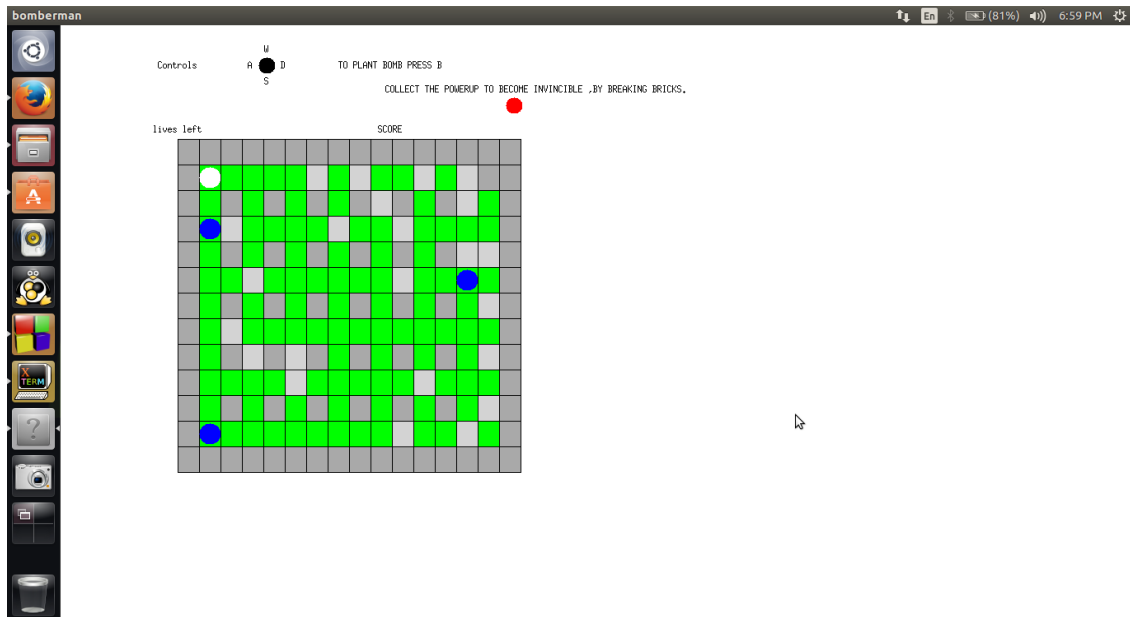 bomberman En (81%) 6:59 PM
W
Controls A D TO PLANT BOMB PRESS B
S
COLLECT THE POWERUP TO BECOME INVINCIBLE ,BY BREAKING BRICKS.
lives left SCORE
A
X
TERM
?